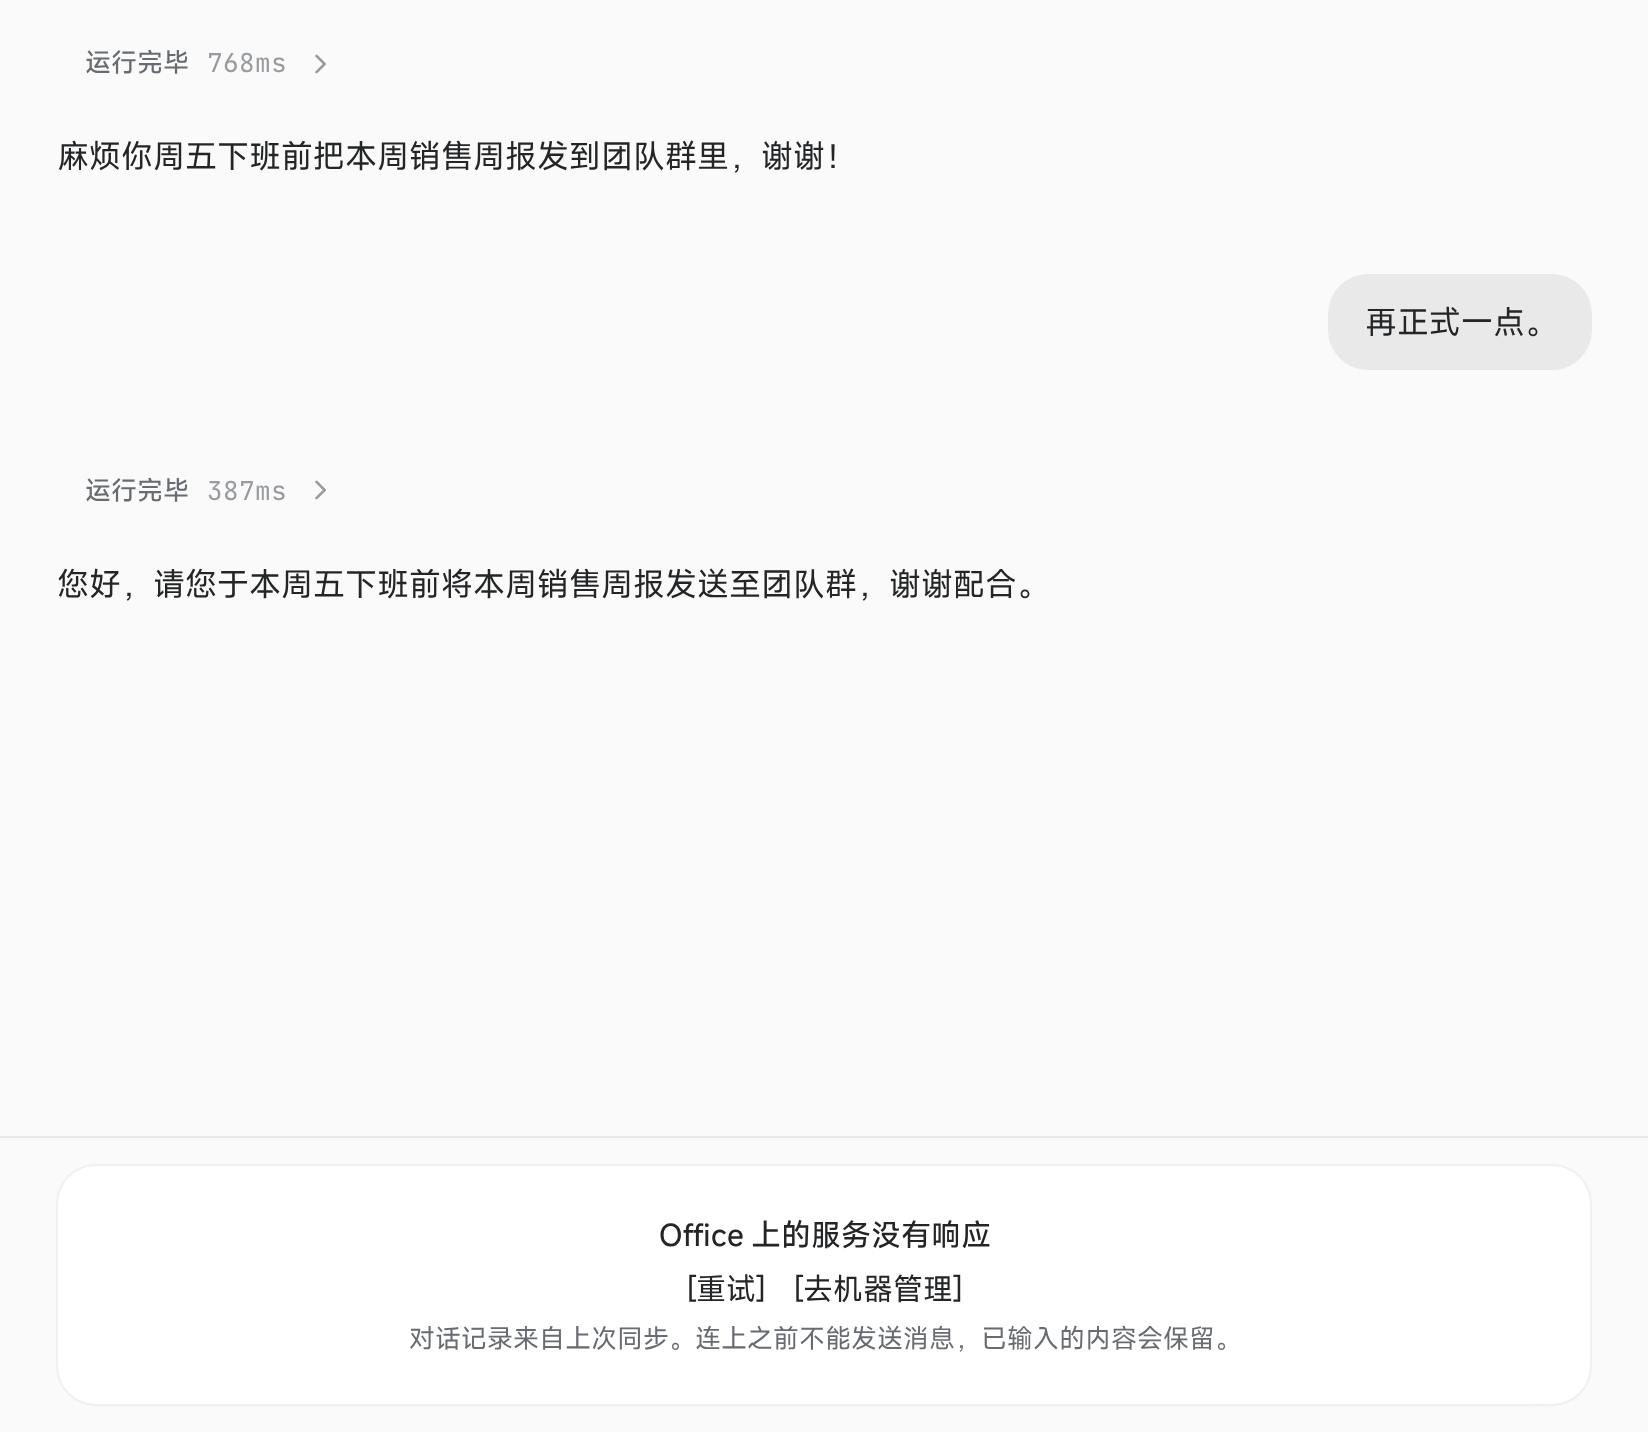 运行完毕 768ms
麻烦你周五下班前把本周销售周报发到团队群里，谢谢！
再正式一点。
运行完毕 387ms
您好，请您于本周五下班前将本周销售周报发送至团队群，谢谢配合。
Office 上的服务没有响应
[重试] [去机器管理]
对话记录来自上次同步。连上之前不能发送消息，已输入的内容会保留。